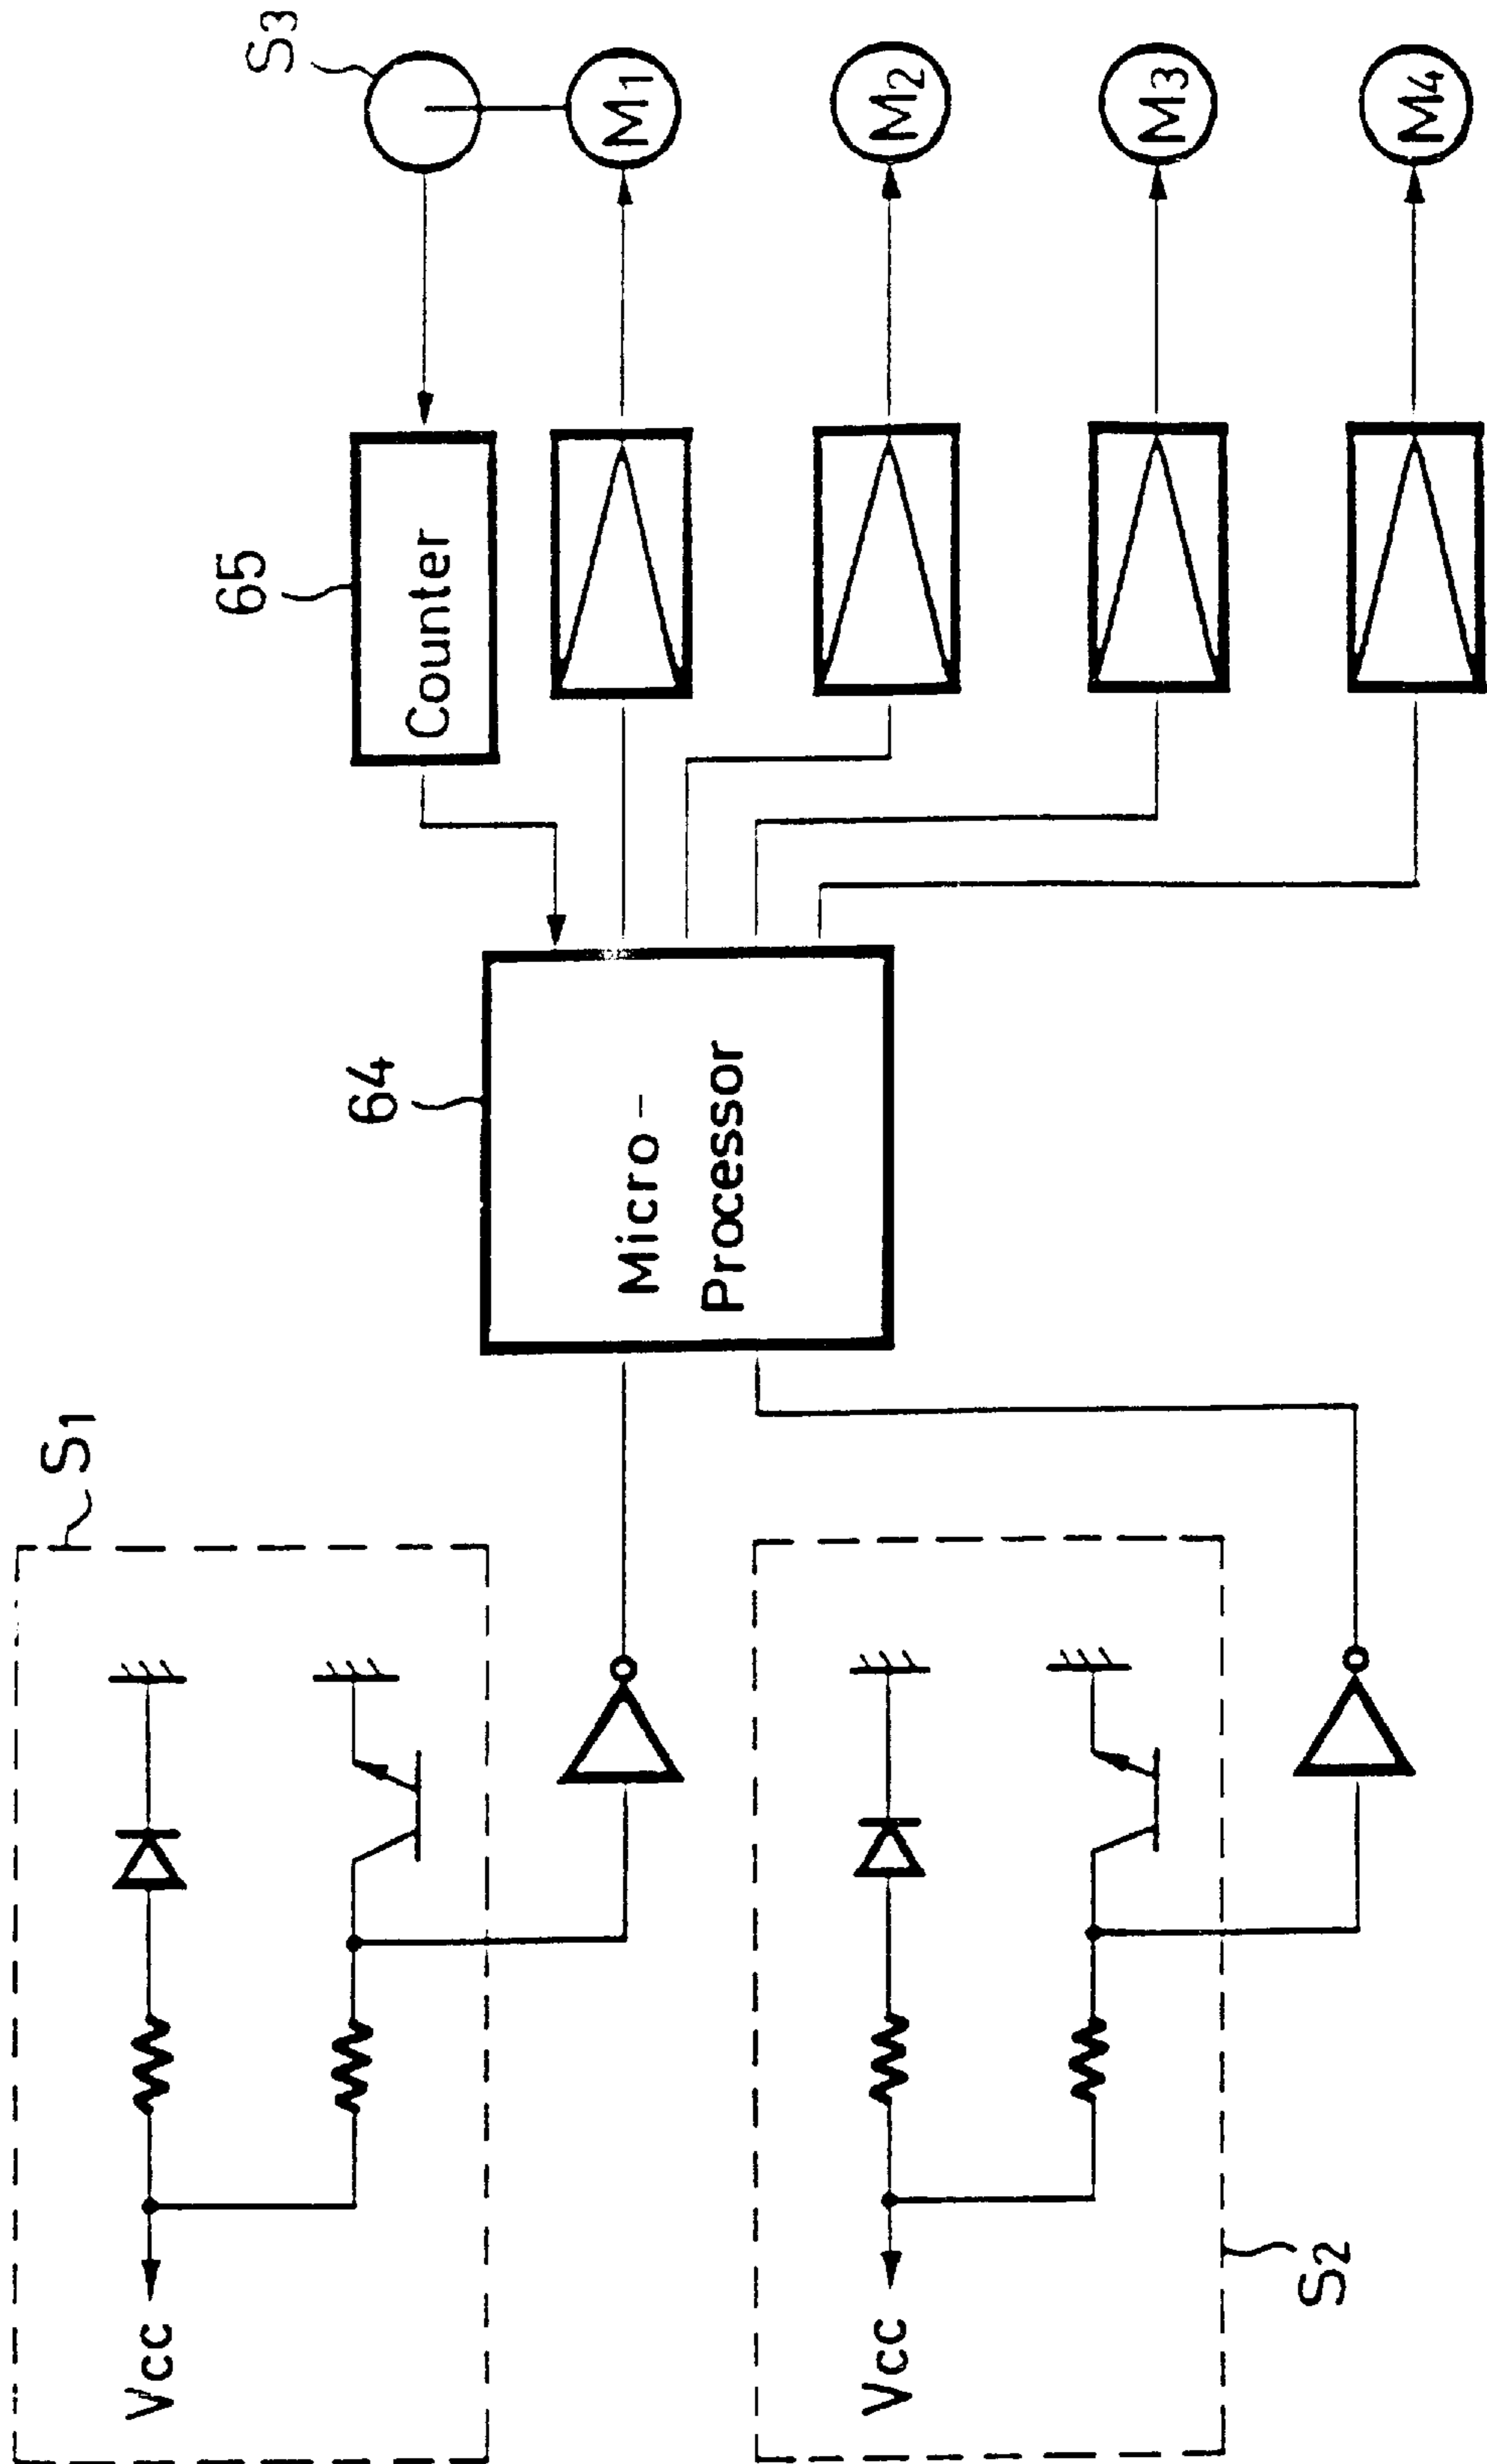 S1
Vcc
S2
Vcc
64
Micro-
Processor
65
Counter
S3
M1
M2
M3
M4